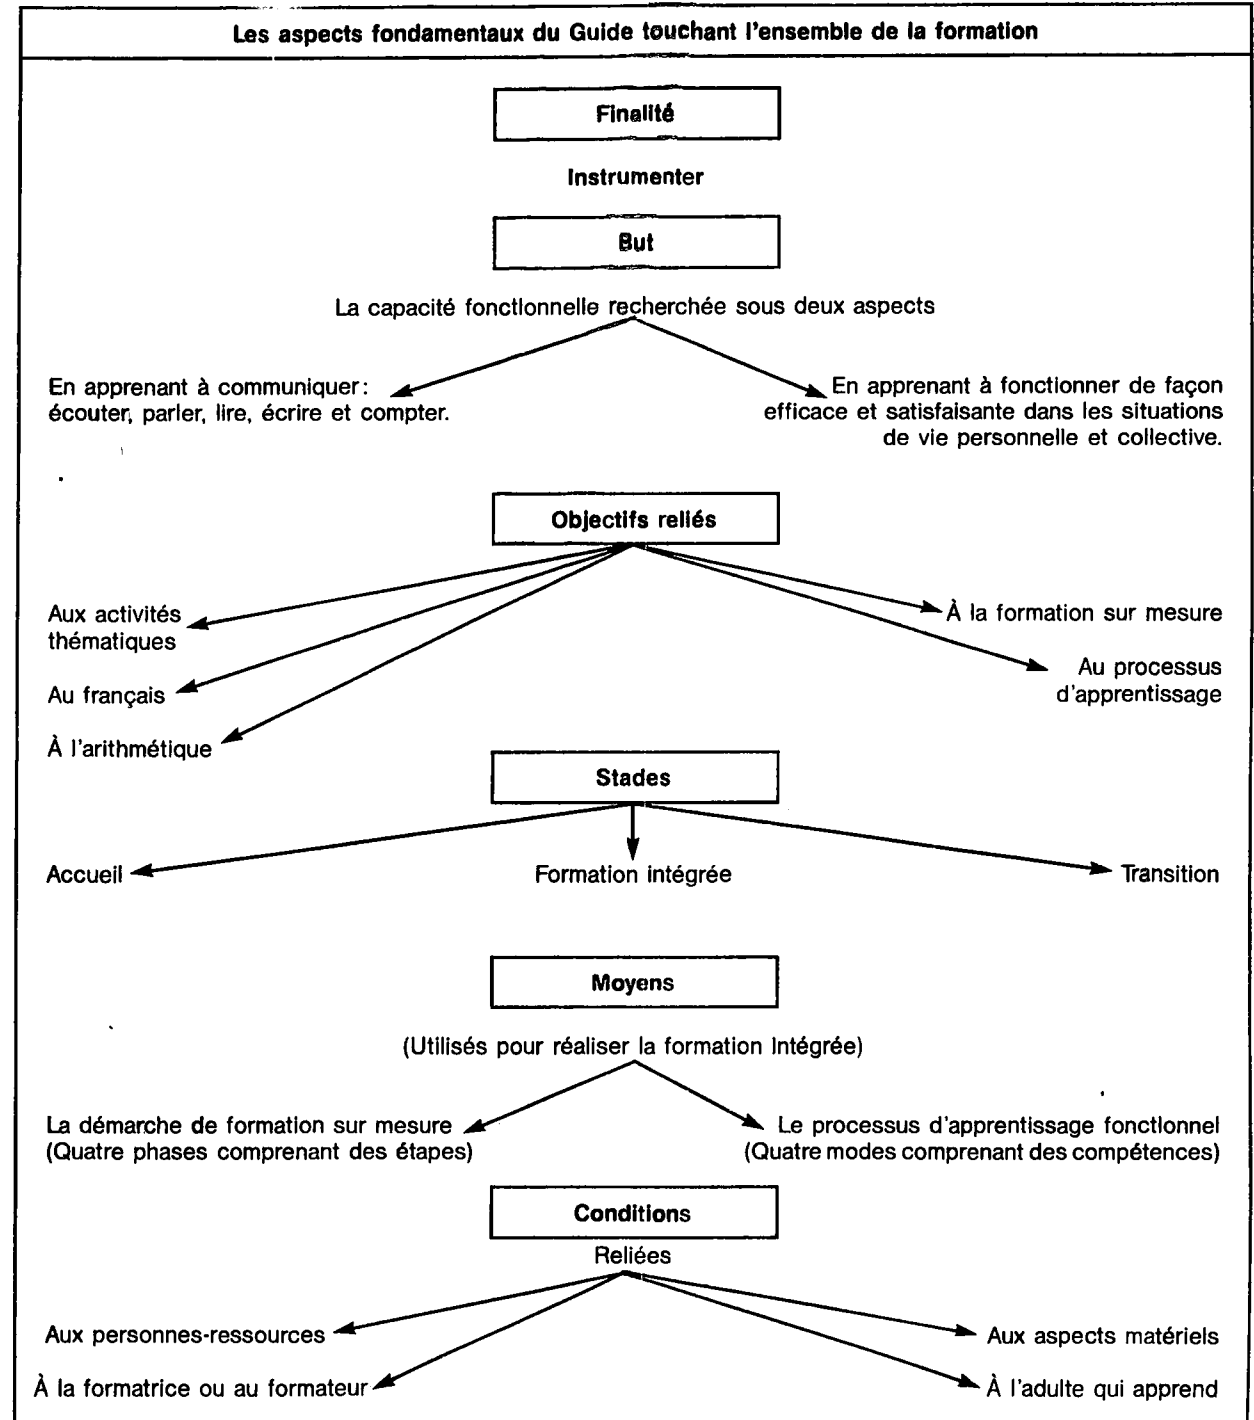 Les aspects fondamentaux du Guide touchant l'ensemble de la formation
Finalité
Instrumenter
But
La capacité fonctionnelle recherchée sous deux aspects
En apprenant à communiquer:
écouter, parler, lire, écrire et compter.
En apprenant à fonctionner de façon
efficace et satisfaisante dans les situations
de vie personnelle et collective.
Objectifs reliés
Aux activités
thématiques
Au français
À l'arithmétique
À la formation sur mesure
Au processus
d'apprentissage
Stades
Accueil
Formation intégrée
Transition
Moyens
(Utilisés pour réaliser la formation intégrée)
La démarche de formation sur mesure
(Quatre phases comprenant des étapes)
Le processus d'apprentissage fonctionnel
(Quatre modes comprenant des compétences)
Conditions
Reliées
Aux personnes-ressources
À la formatrice ou au formateur
Aux aspects matériels
À l'adulte qui apprend